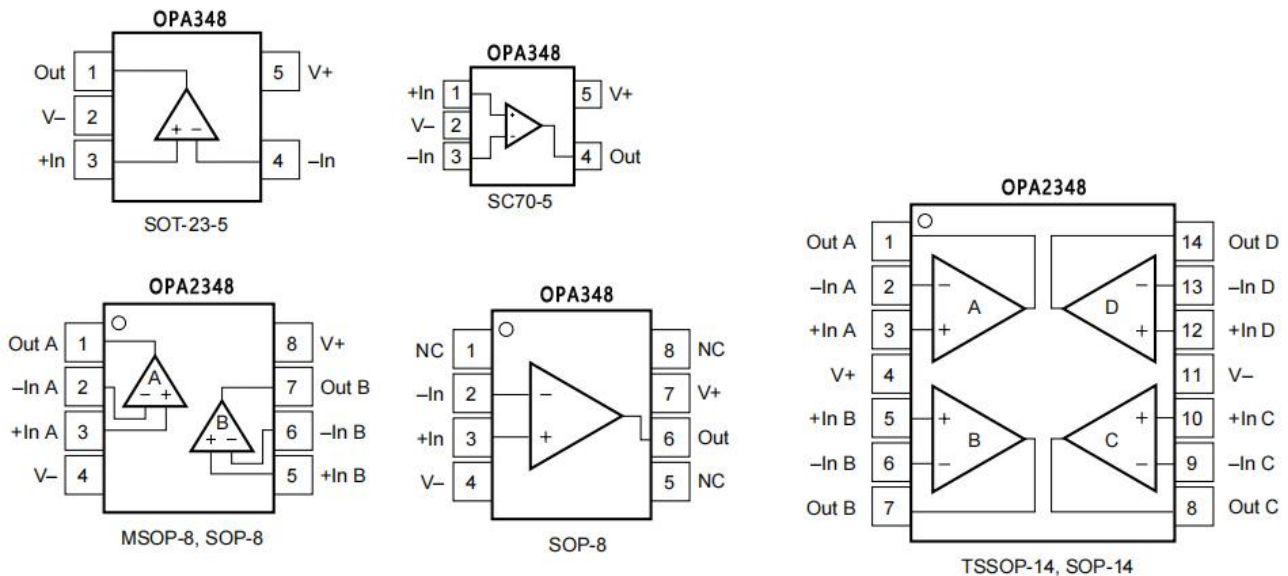 OPA348
Out 1 5 V+
V– 2
+In 3 + – 4 –In
SOT-23-5
OPA348
+In 1 + 5 V+
V– 2
–In 3 - 4 Out
SC70-5
OPA2348
Out A 1 8 V+
–In A 2 A – + 7 Out B
+In A 3 B + – 6 –In B
V– 4 5 +In B
MSOP-8, SOP-8
OPA348
NC 1 8 NC
–In 2 – 7 V+
+In 3 + 6 Out
V– 4 5 NC
SOP-8
OPA2348
Out A 1 14 Out D
–In A 2 – – 13 –In D
A D
+In A 3 + + 12 +In D
V+ 4 11 V–
+In B 5 + + 10 +In C
B C
–In B 6 – – 9 –In C
Out B 7 8 Out C
TSSOP-14, SOP-14